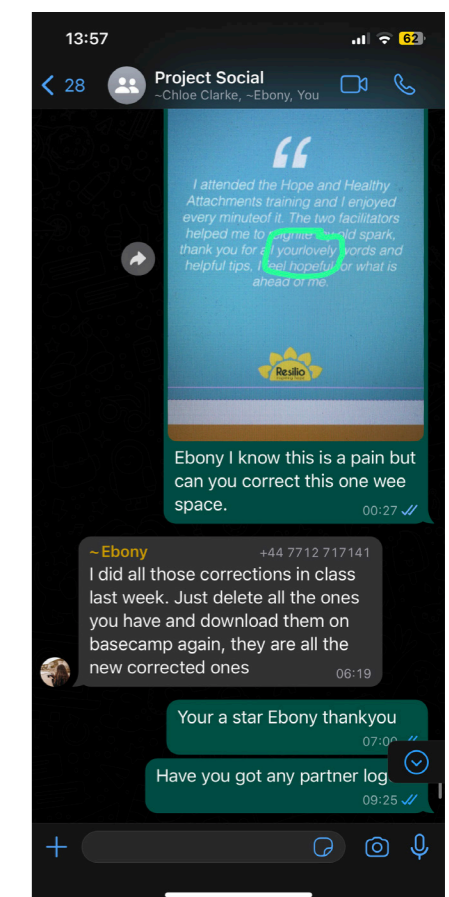 13:57
62
28
Project Social
~Chloe Clarke, ~Ebony, You
“
I attended the Hope and Healthy
Attachments training and I enjoyed
every minuteof it. The two facilitators
helped me to old spark,
thank you for all yourlovely words and
helpful tips, I feel hopeful for what is
ahead of me.
Resilio
Ebony I know this is a pain but
can you correct this one wee
space.
00:27
~Ebony +44 7712 717141
I did all those corrections in class
last week. Just delete all the ones
you have and download them on
basecamp again, they are all the
new corrected ones
06:19
Your a star Ebony thankyou
07:00
Have you got any partner log
09:25